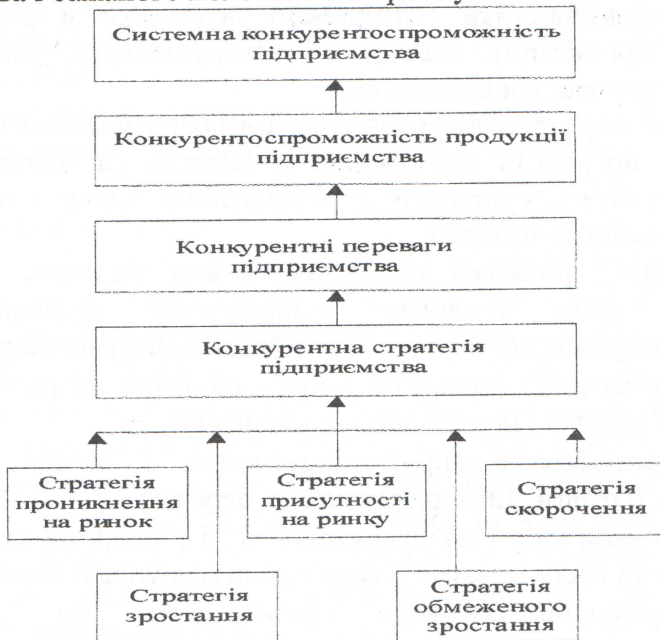 Системна конкурентоспроможність
підприємства
Конкурентоспроможність продукції
підприємства
Конкурентні переваги
підприємства
Конкурентна стратегія
підприємства
Стратегія
проникнення
на ринок
Стратегія
присутності
на ринку
Стратегія
скорочення
Стратегія
зростання
Стратегія
обмеженого
зростання